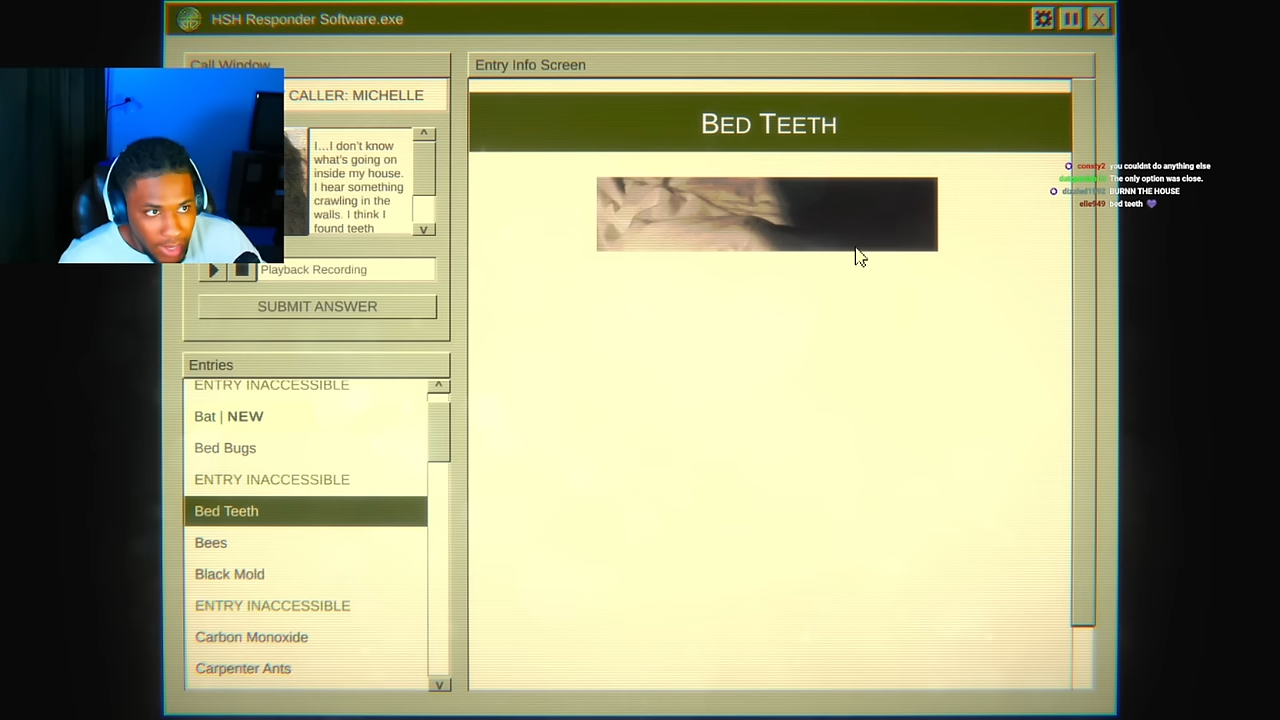 HSH Responder Software.exe
Call Window
CALLER: MICHELLE
I...I don't know
what's going on
inside my house.
I hear something
crawling in the
walls. I think I
found teeth
Playback Recording
SUBMIT ANSWER
Entries
ENTRY INACCESSIBLE
Bat | NEW
Bed Bugs
ENTRY INACCESSIBLE
Bed Teeth
Bees
Black Mold
ENTRY INACCESSIBLE
Carbon Monoxide
Carpenter Ants
Entry Info Screen
BED TEETH
you couldnt do anything else
The only option was close.
BURNN THE HOUSE
elle949 bed teeth 💜